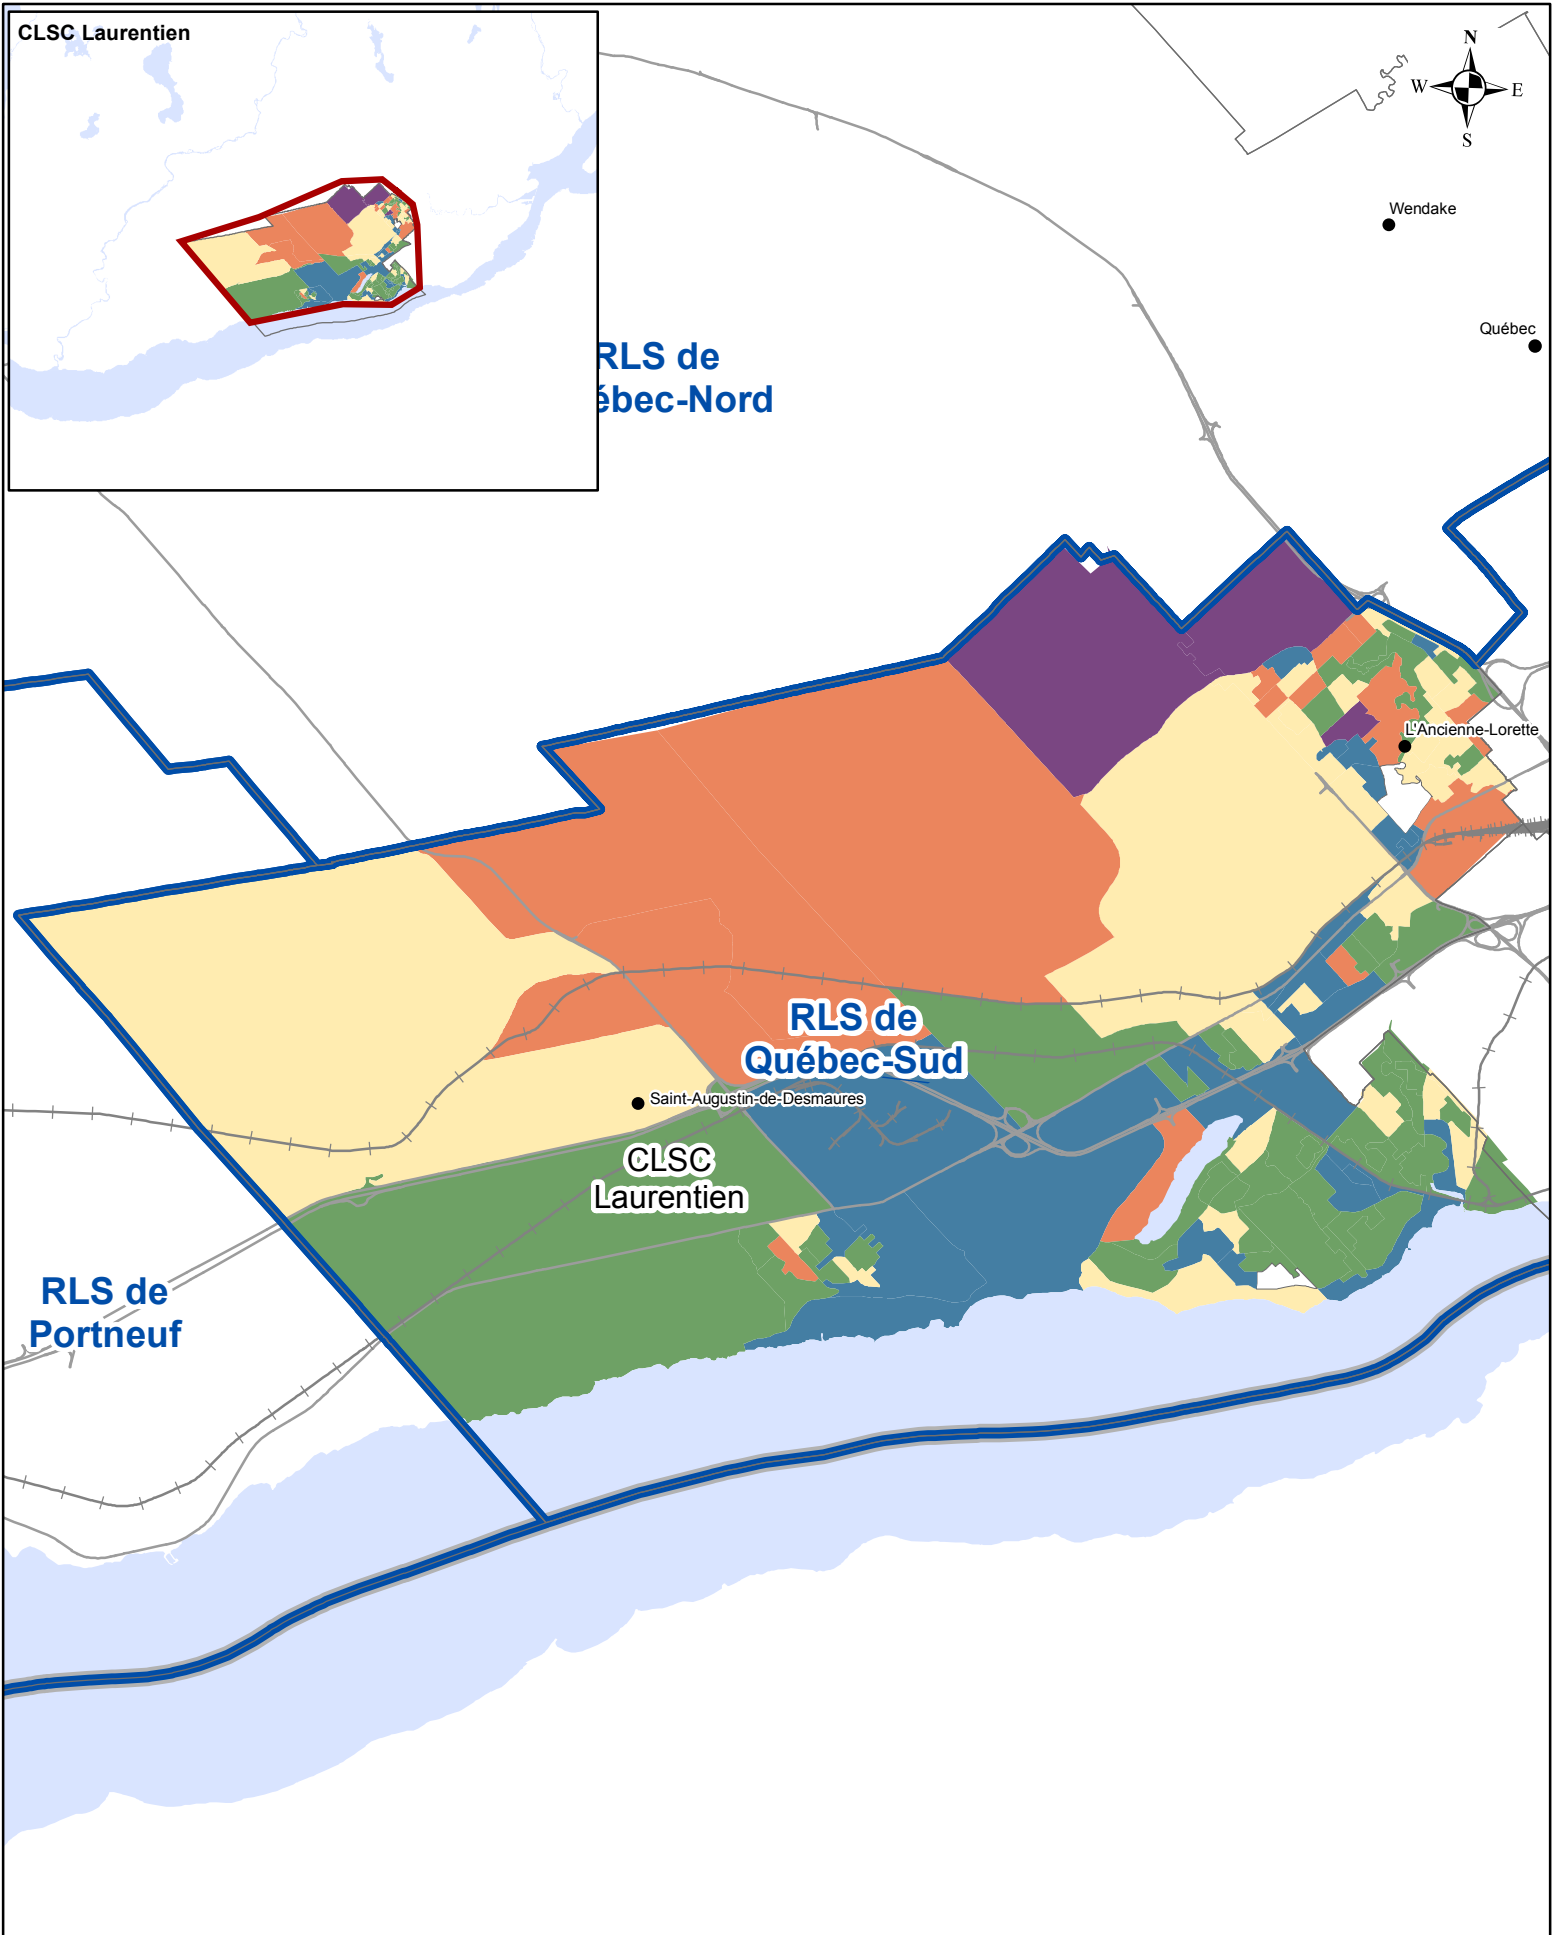 CLSC Laurentien
N
W
E
S
Wendake
Québec
RLS de
ébec-Nord
L'Ancienne-Lorette
RLS de
Québec-Sud
Saint-Augustin-de-Desmaures
CLSC
Laurentien
RLS de
Portneuf